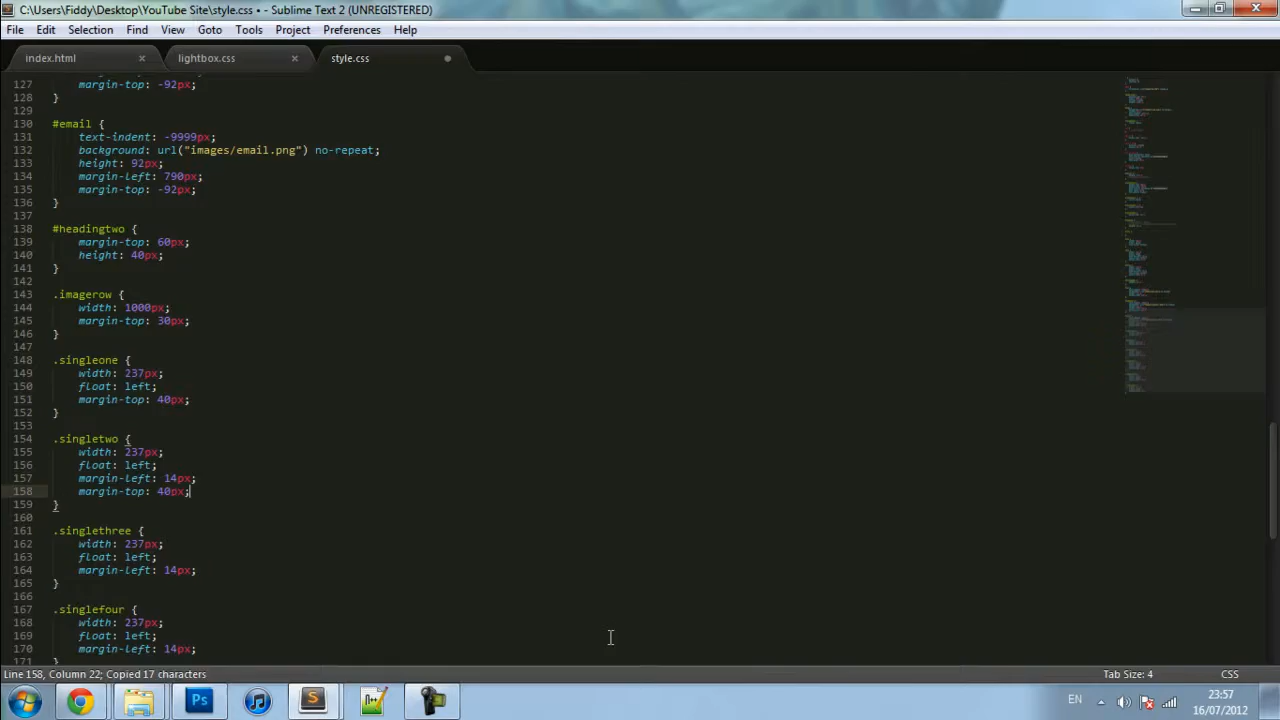 C:\Users\Fiddy\Desktop\YouTube Site\style.css • - Sublime Text 2 (UNREGISTERED)
File Edit Selection Find View Goto Tools Project Preferences Help
index.html lightbox.css style.css
127 margin-top: -92px;
128 }
129
130 #email {
131 text-indent: -9999px;
132 background: url("images/email.png") no-repeat;
133 height: 92px;
134 margin-left: 790px;
135 margin-top: -92px;
136 }
137
138 #headingtwo {
139 margin-top: 60px;
140 height: 40px;
141 }
142
143 .imagerow {
144 width: 1000px;
145 margin-top: 30px;
146 }
147
148 .singleone {
149 width: 237px;
150 float: left;
151 margin-top: 40px;
152 }
153
154 .singletwo {
155 width: 237px;
156 float: left;
157 margin-left: 14px;
158 margin-top: 40px;
159 }
160
161 .singlethree {
162 width: 237px;
163 float: left;
164 margin-left: 14px;
165 }
166
167 .singlefour {
168 width: 237px;
169 float: left;
170 margin-left: 14px;
171 }
Line 158, Column 22; Copied 17 characters Tab Size: 4 CSS
Ps S n++ EN 23:57
16/07/2012